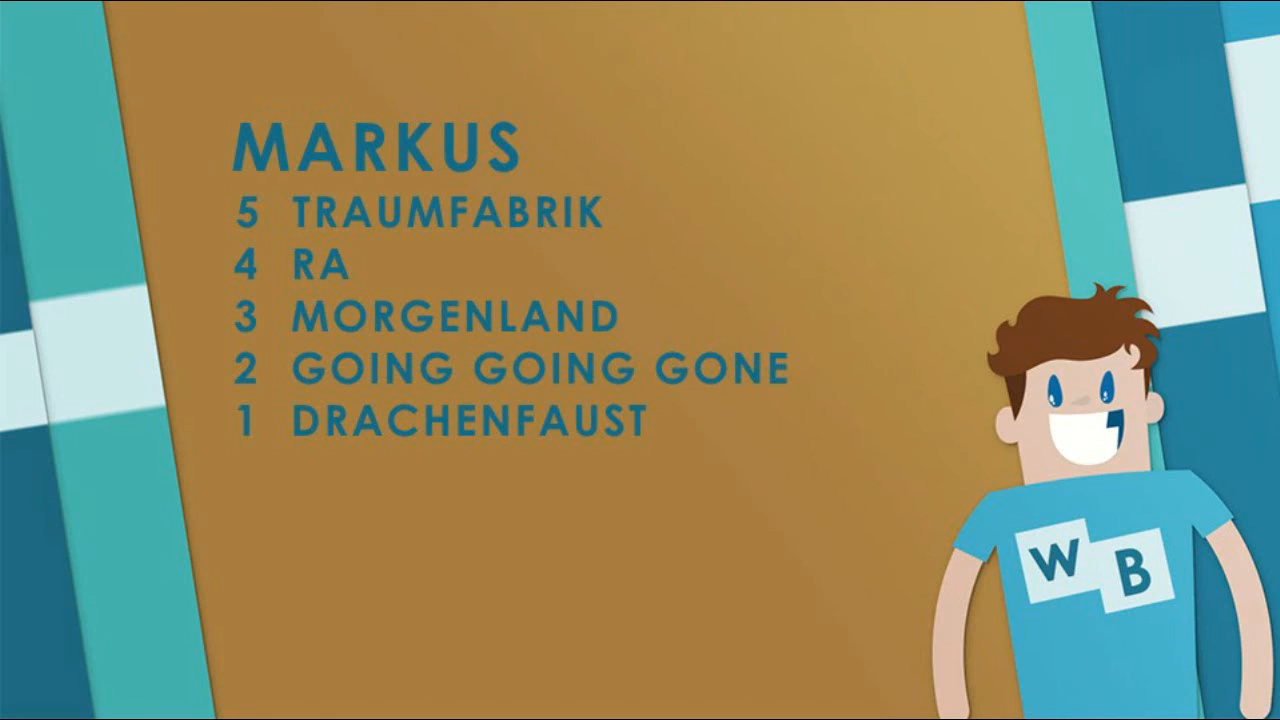 MARKUS
5 TRAUMFABRIK
4 RA
3 MORGENLAND
2 GOING GOING GONE
1 DRACHENFAUST
W B